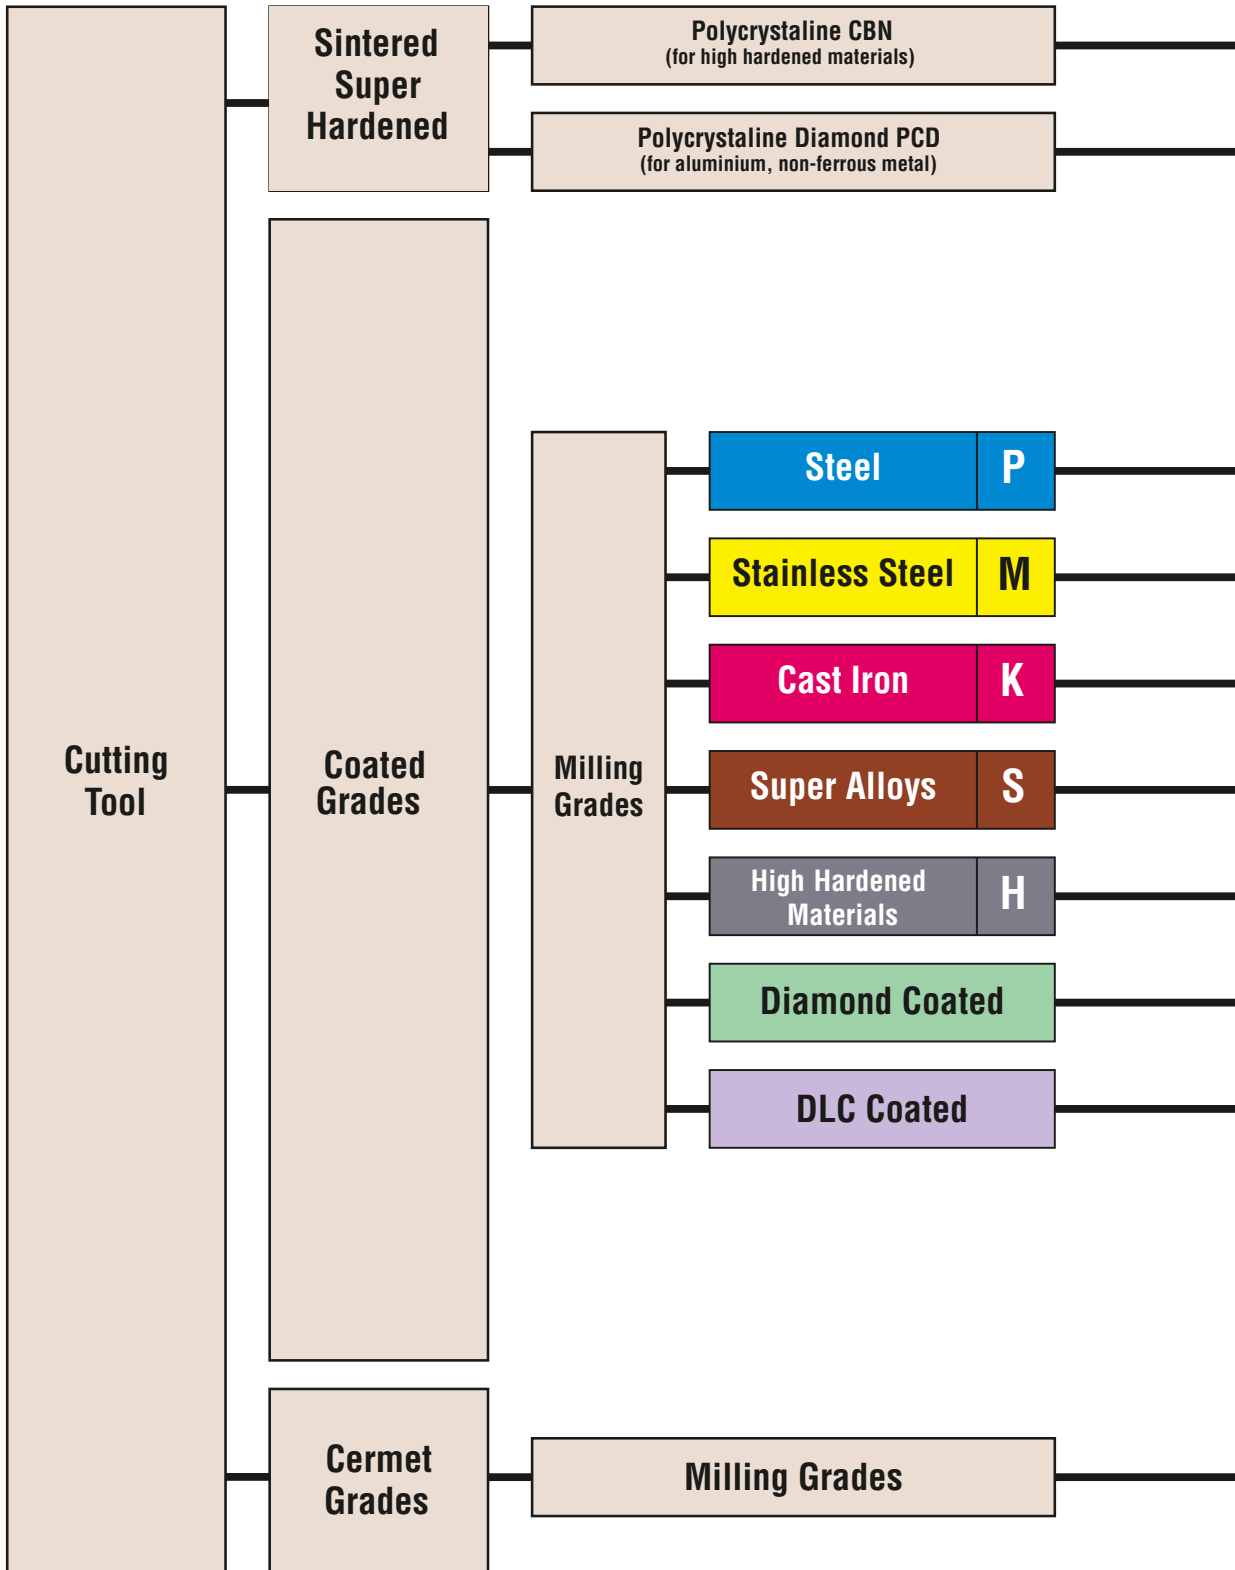 Cutting
Tool
Sintered
Super
Hardened
Polycrystaline CBN
(for high hardened materials)
Polycrystaline Diamond PCD
(for aluminium, non-ferrous metal)
Coated
Grades
Milling
Grades
Steel P
Stainless Steel M
Cast Iron K
Super Alloys S
High Hardened
Materials H
Diamond Coated
DLC Coated
Cermet
Grades
Milling Grades